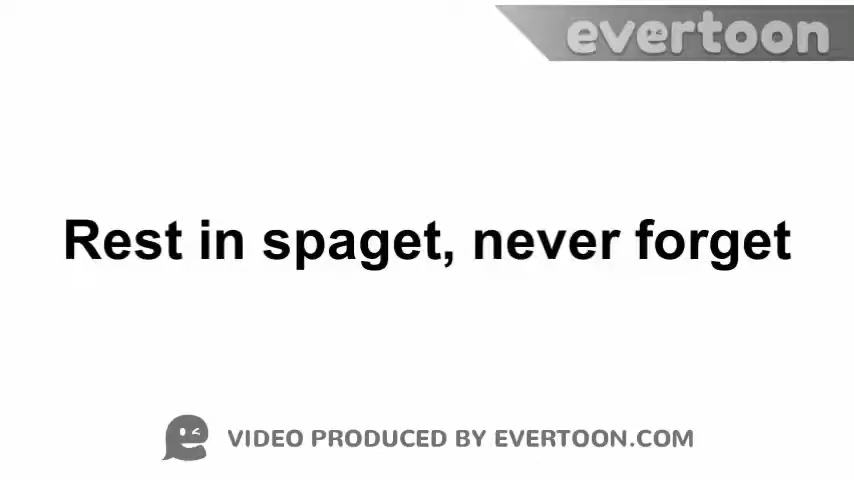 evertoon
Rest in spaget, never forget
VIDEO PRODUCED BY EVERTOON.COM